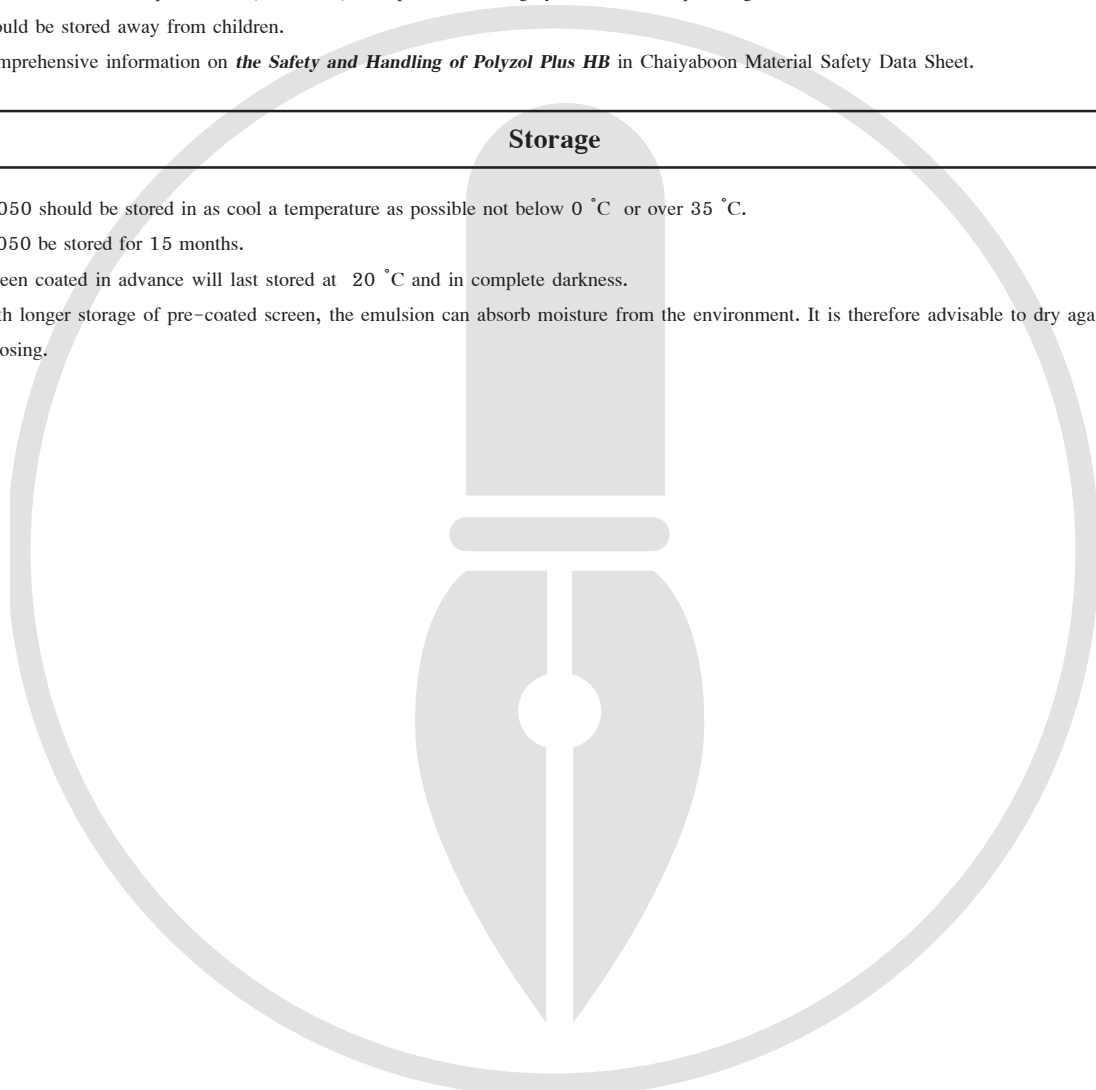 ould be stored away from children.
mprehensive information on the Safety and Handling of Polyzol Plus HB in Chaiyaboon Material Safety Data Sheet.
Storage
050 should be stored in as cool a temperature as possible not below 0 °C or over 35 °C.
050 be stored for 15 months.
een coated in advance will last stored at 20 °C and in complete darkness.
th longer storage of pre-coated screen, the emulsion can absorb moisture from the environment. It is therefore advisable to dry aga
osing.